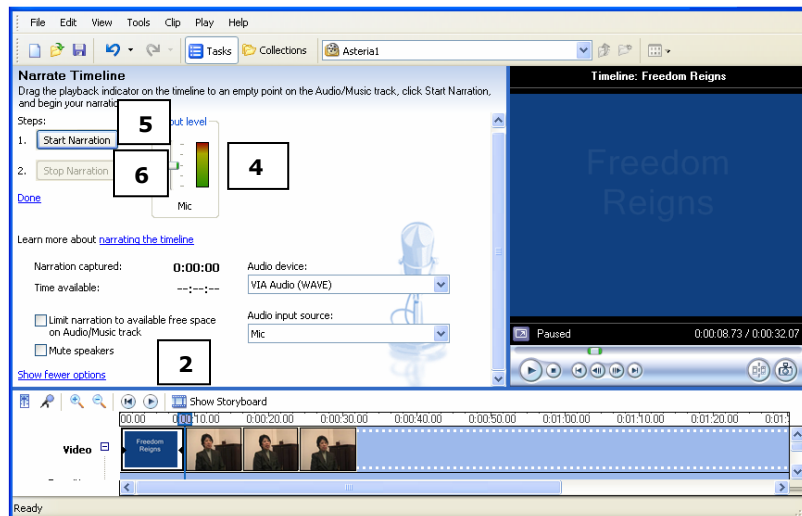 File Edit View Tools Clip Play Help
Tasks Collections Asteria1
Narrate Timeline
Drag the playback indicator on the timeline to an empty point on the Audio/Music track, click Start Narration,
and begin your narratio
Steps:
5
put level
1. Start Narration
2. Stop Narration
6
4
Done
Mic
Learn more about narrating the timeline
Narration captured: 0:00:00
Time available: --:--:--
Audio device:
VIA Audio (WAVE)
Audio input source:
Mic
Limit narration to available free space
on Audio/Music track
Mute speakers
2
Show fewer options
Timeline: Freedom Reigns
Freedom
Reigns
Paused 0:00:08.73 / 0:00:32.07
Show Storyboard
00.00 0:00:10.00 0:00:20.00 0:00:30.00 0:00:40.00 0:00:50.00 0:01:00.00 0:01:10.00 0:01:20.00 0:01:
Video
Freedom
Reigns
Ready